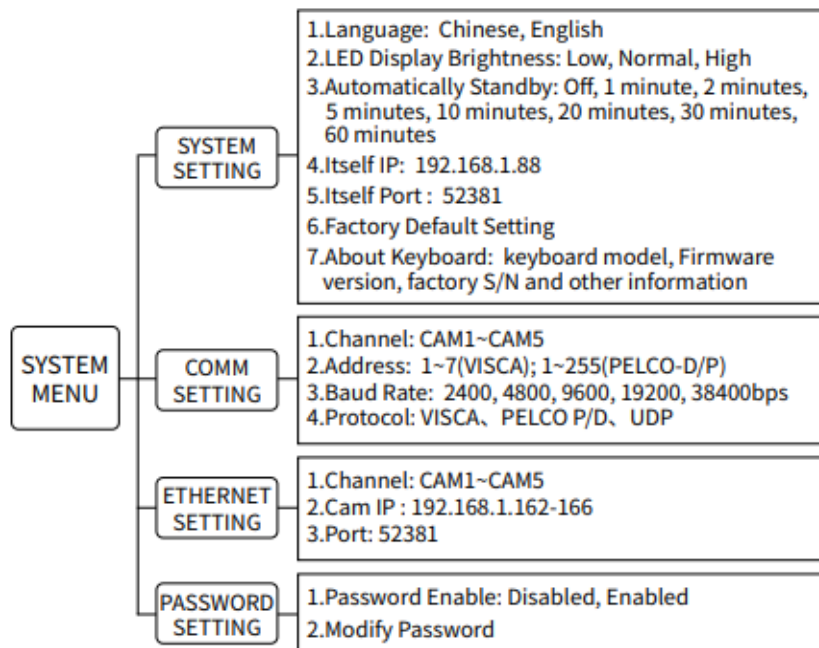 SYSTEM
MENU
SYSTEM
SETTING
1.Language: Chinese, English
2.LED Display Brightness: Low, Normal, High
3.Automatically Standby: Off, 1 minute, 2 minutes,
5 minutes, 10 minutes, 20 minutes, 30 minutes,
60 minutes
4.Itself IP: 192.168.1.88
5.Itself Port : 52381
6.Factory Default Setting
7.About Keyboard: keyboard model, Firmware
version, factory S/N and other information
COMM
SETTING
1.Channel: CAM1~CAM5
2.Address: 1~7(VISCA); 1~255(PELCO-D/P)
3.Baud Rate: 2400, 4800, 9600, 19200, 38400bps
4.Protocol: VISCA、PELCO P/D、UDP
ETHERNET
SETTING
1.Channel: CAM1~CAM5
2.Cam IP : 192.168.1.162-166
3.Port: 52381
PASSWORD
SETTING
1.Password Enable: Disabled, Enabled
2.Modify Password